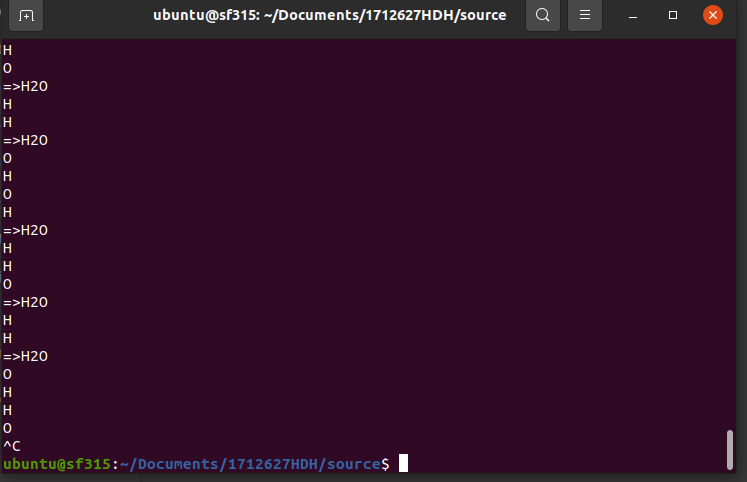 ubuntu@sf315: ~/Documents/1712627HDH/source
H
O
=>H2O
H
H
=>H2O
O
H
O
H
=>H2O
H
H
O
=>H2O
H
H
=>H2O
O
H
H
O
^C
ubuntu@sf315:~/Documents/1712627HDH/source$